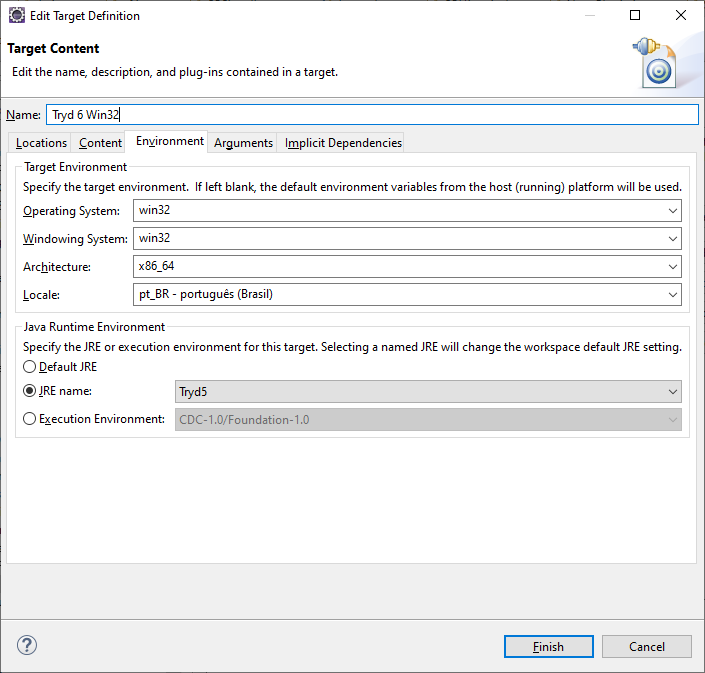 Edit Target Definition
Target Content
Edit the name, description, and plug-ins contained in a target.
Name: Tryd 6 Win32
Locations Content Environment Arguments Implicit Dependencies
Target Environment
Specify the target environment.  If left blank, the default environment variables from the host (running) platform will be used.
Operating System: win32
Windowing System: win32
Architecture: x86_64
Locale: pt_BR - português (Brasil)
Java Runtime Environment
Specify the JRE or execution environment for this target. Selecting a named JRE will change the workspace default JRE setting.
Default JRE
JRE name: Tryd5
Execution Environment: CDC-1.0/Foundation-1.0
? Finish Cancel